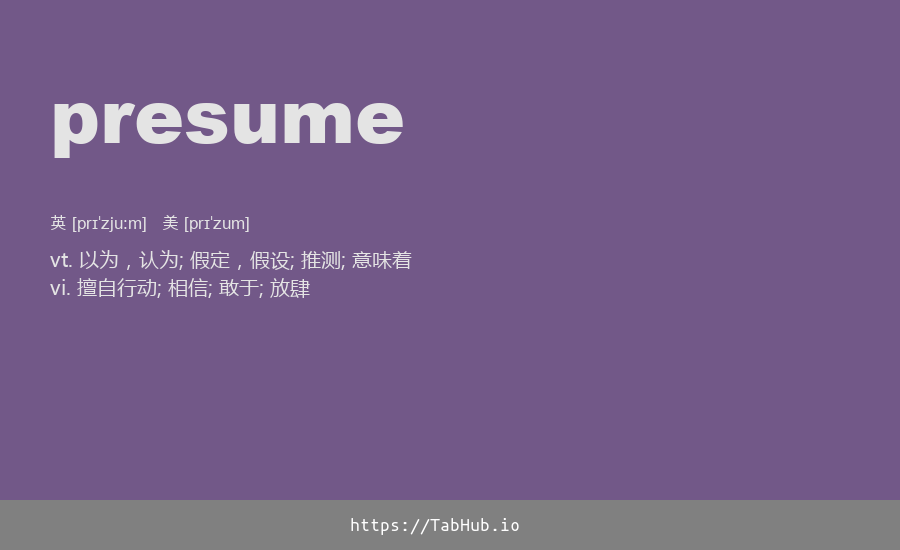 presume
英 [prɪˈzjuːm] 美 [prɪˈzum]
vt. 以为，认为; 假定，假设; 推测; 意味着
vi. 擅自行动; 相信; 敢于; 放肆
https://TabHub.io